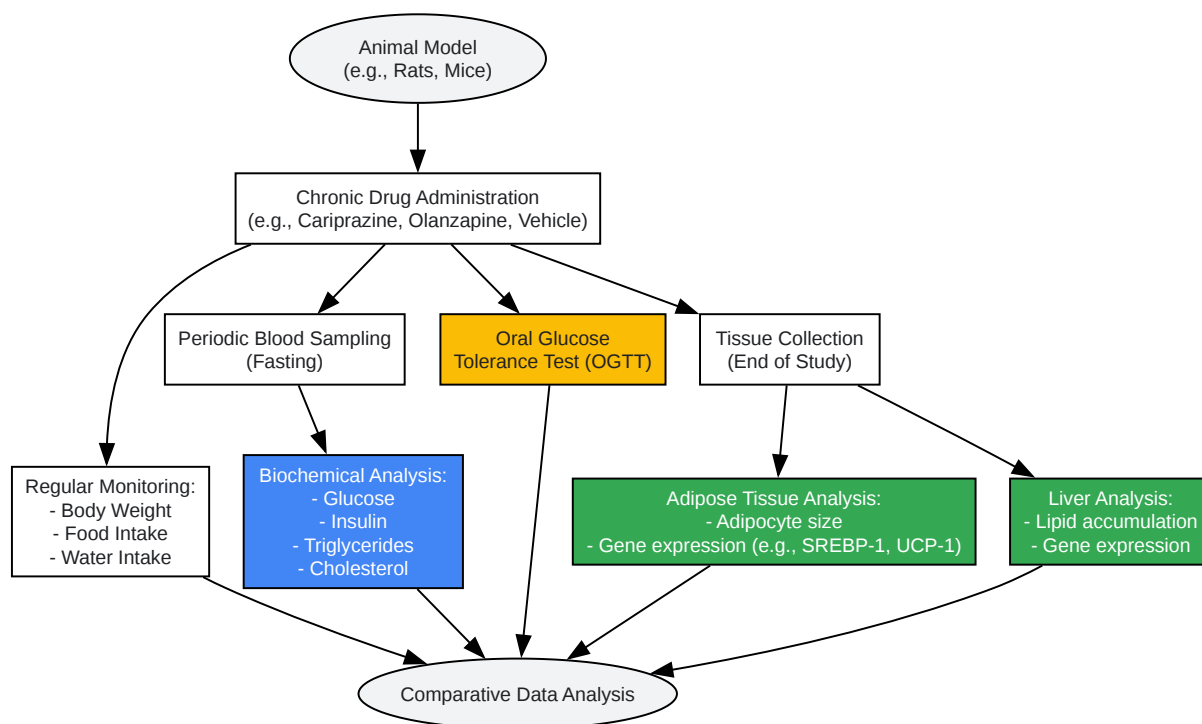 Animal Model
(e.g., Rats, Mice)
Chronic Drug Administration
(e.g., Cariprazine, Olanzapine, Vehicle)
Periodic Blood Sampling
(Fasting)
Oral Glucose
Tolerance Test (OGTT)
Tissue Collection
(End of Study)
Regular Monitoring:
- Body Weight
- Food Intake
- Water Intake
Biochemical Analysis:
- Glucose
- Insulin
- Triglycerides
- Cholesterol
Adipose Tissue Analysis:
- Adipocyte size
- Gene expression (e.g., SREBP-1, UCP-1)
Liver Analysis:
- Lipid accumulation
- Gene expression
Comparative Data Analysis